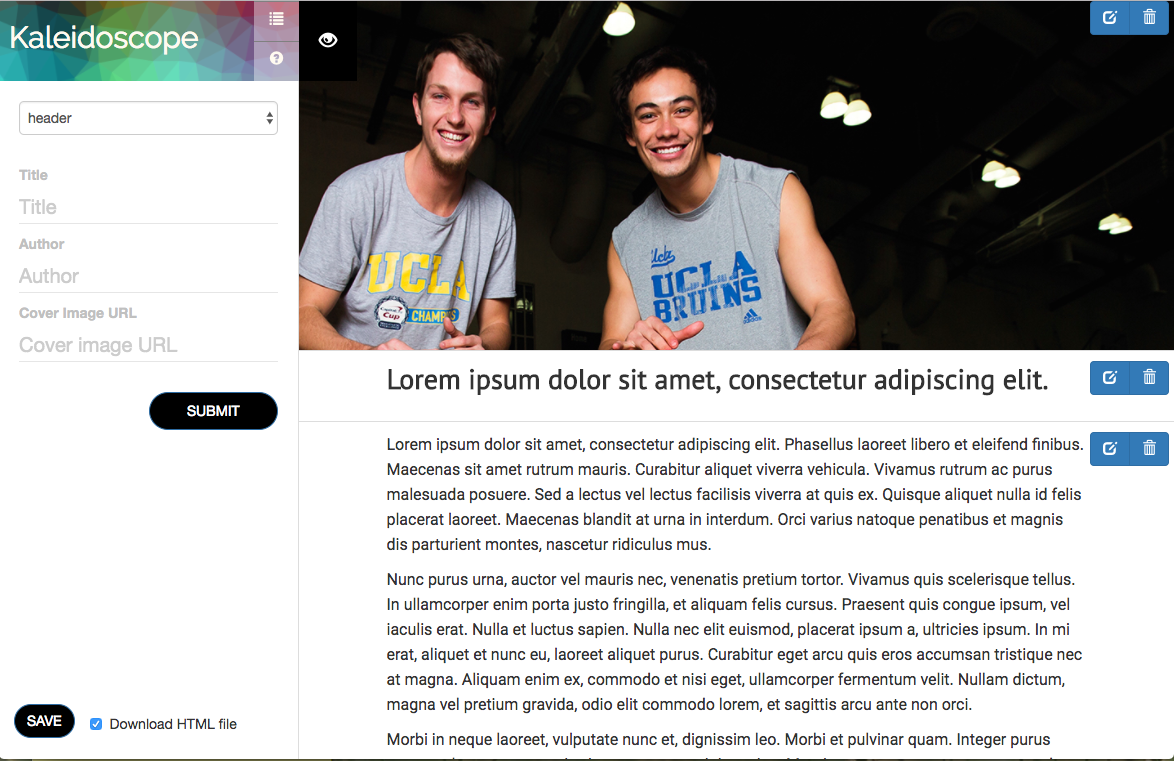 Kaleidoscope
header
Title
Title
Author
Author
Cover Image URL
Cover image URL
SUBMIT
SAVE
Download HTML file
UCLA
CHAMPS
Cup
Ucla
UCLA
BRUINS
adidas
Lorem ipsum dolor sit amet, consectetur adipiscing elit.
Lorem ipsum dolor sit amet, consectetur adipiscing elit. Phasellus laoreet libero et eleifend finibus.
Maecenas sit amet rutrum mauris. Curabitur aliquet viverra vehicula. Vivamus rutrum ac purus
malesuada posuere. Sed a lectus vel lectus facilisis viverra at quis ex. Quisque aliquet nulla id felis
placerat laoreet. Maecenas blandit at urna in interdum. Orci varius natoque penatibus et magnis
dis parturient montes, nascetur ridiculus mus.
Nunc purus urna, auctor vel mauris nec, venenatis pretium tortor. Vivamus quis scelerisque tellus.
In ullamcorper enim porta justo fringilla, et aliquam felis cursus. Praesent quis congue ipsum, vel
iaculis erat. Nulla et luctus sapien. Nulla nec elit euismod, placerat ipsum a, ultricies ipsum. In mi
erat, aliquet et nunc eu, laoreet aliquet purus. Curabitur eget arcu quis eros accumsan tristique nec
at magna. Aliquam enim ex, commodo et nisi eget, ullamcorper fermentum velit. Nullam dictum,
magna vel pretium gravida, odio elit commodo lorem, et sagittis arcu ante non orci.
Morbi in neque laoreet, vulputate nunc et, dignissim leo. Morbi et pulvinar quam. Integer purus